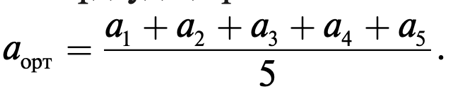 a_орт = (a_1 + a_2 + a_3 + a_4 + a_5) / 5.